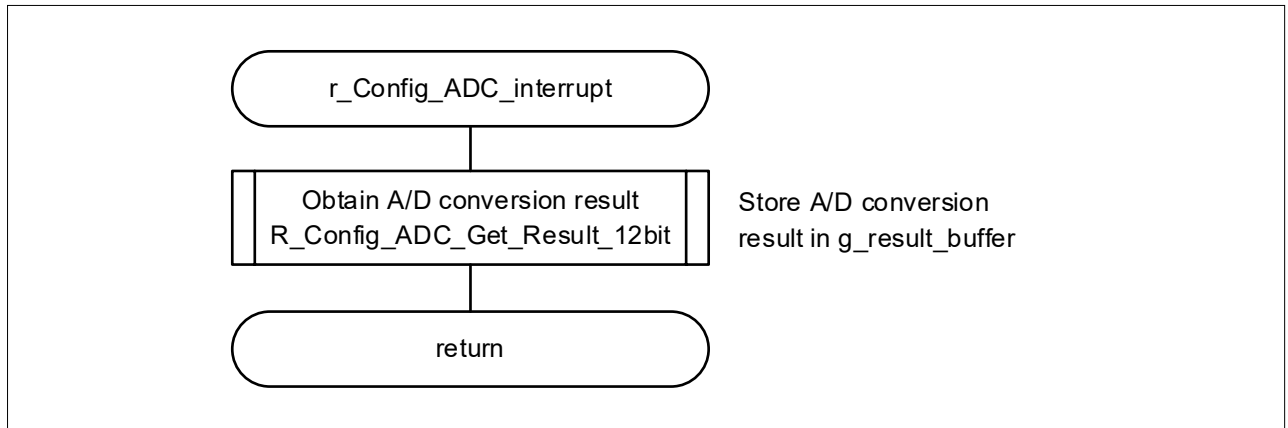 r_Config_ADC_interrupt
Obtain A/D conversion result
R_Config_ADC_Get_Result_12bit
Store A/D conversion
result in g_result_buffer
return